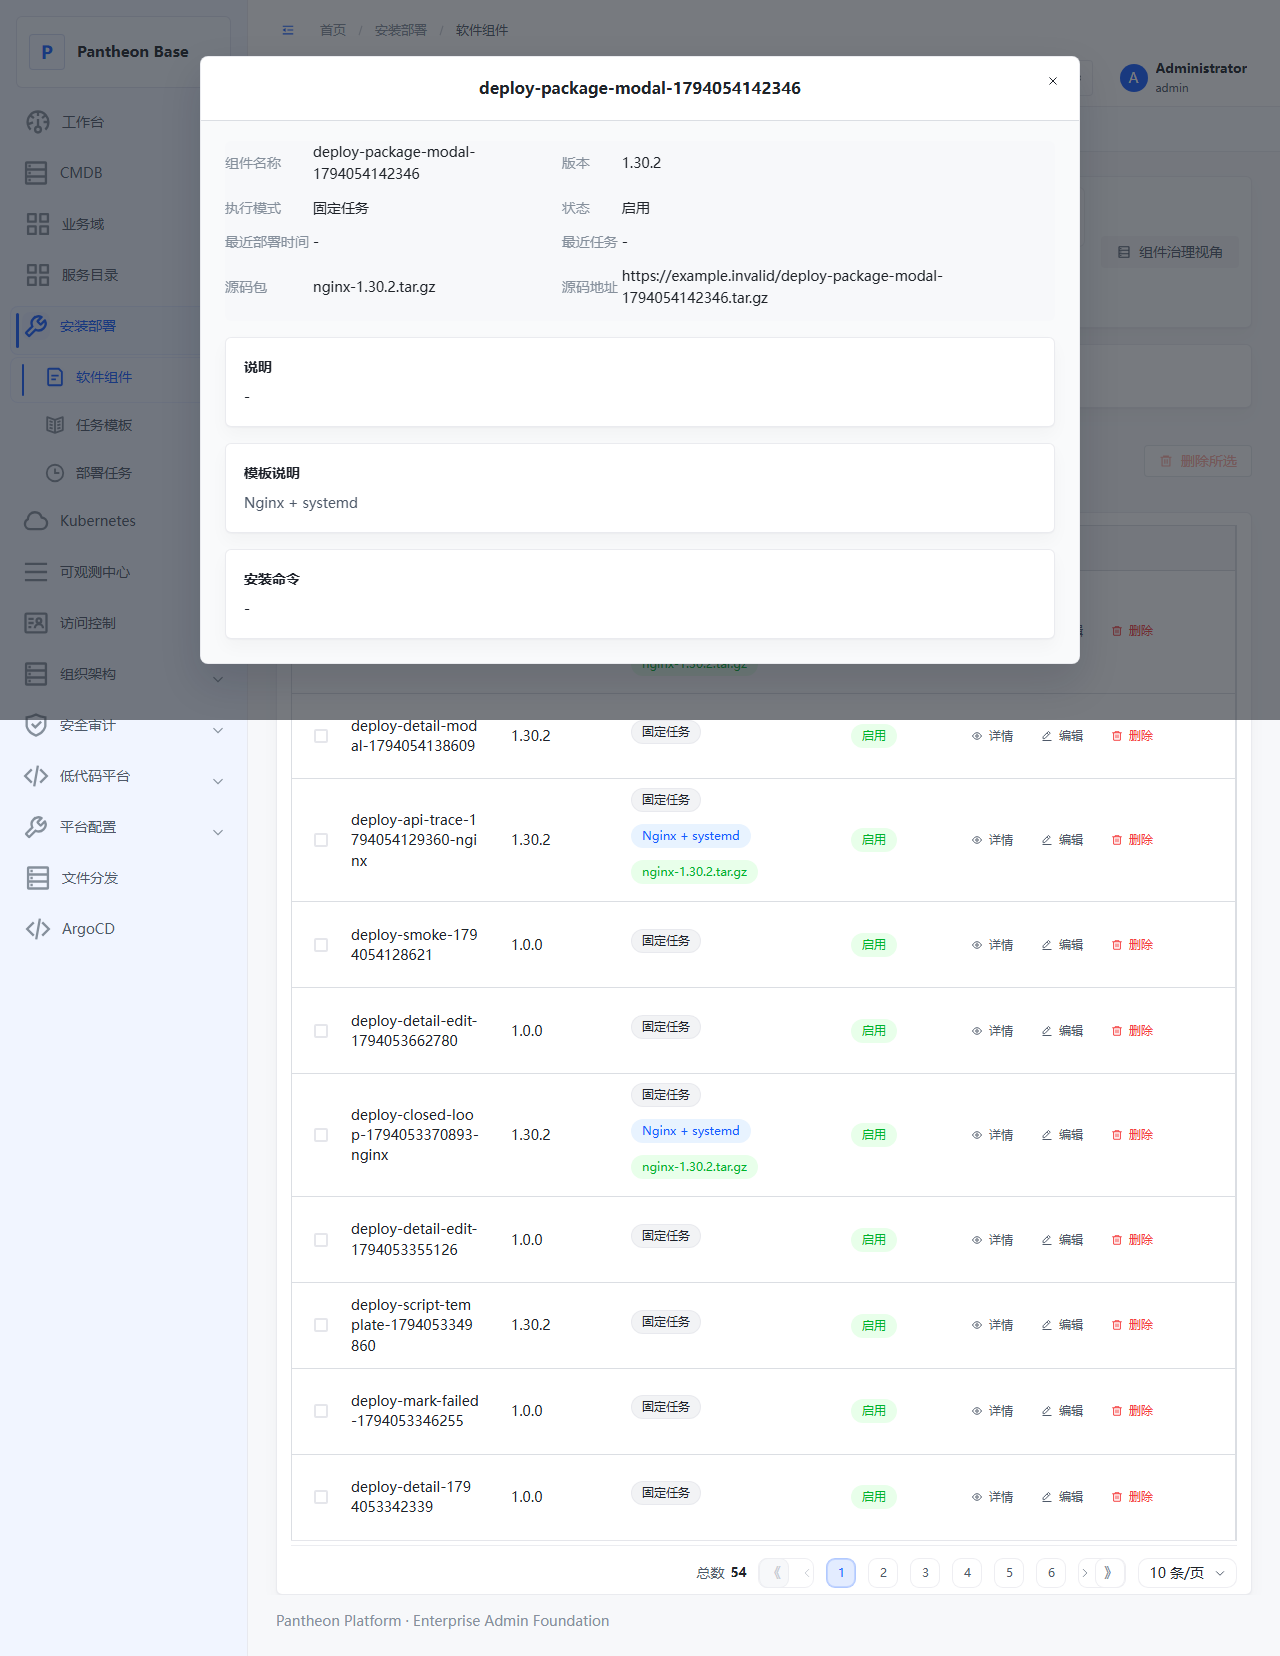 P Pantheon Base
工作台
CMDB
业务域
服务目录
安装部署
软件组件
任务模板
部署任务
Kubernetes
可观测中心
访问控制
组织架构
安全审计
低代码平台
平台配置
文件分发
ArgoCD
首页 / 安装部署 / 软件组件
A Administrator
admin
组件治理视角
删除所选
deploy-package-modal-1794054142346
组件名称 deploy-package-modal-
1794054142346
版本 1.30.2
执行模式 固定任务 状态 启用
最近部署时间 - 最近任务 -
源码包 nginx-1.30.2.tar.gz 源码地址 https://example.invalid/deploy-package-modal-
1794054142346.tar.gz
说明
-
模板说明
Nginx + systemd
安装命令
-
删除
nginx-1.30.2.tar.gz
deploy-detail-mod
al-1794054138609
1.30.2 固定任务 启用 详情 编辑 删除
deploy-api-trace-1
794054129360-ngi
nx
1.30.2 固定任务
Nginx + systemd
nginx-1.30.2.tar.gz
启用 详情 编辑 删除
deploy-smoke-179
4054128621
1.0.0 固定任务 启用 详情 编辑 删除
deploy-detail-edit-
1794053662780
1.0.0 固定任务 启用 详情 编辑 删除
deploy-closed-loo
p-1794053370893-
nginx
1.30.2 固定任务
Nginx + systemd
nginx-1.30.2.tar.gz
启用 详情 编辑 删除
deploy-detail-edit-
1794053355126
1.0.0 固定任务 启用 详情 编辑 删除
deploy-script-tem
plate-1794053349
860
1.30.2 固定任务 启用 详情 编辑 删除
deploy-mark-failed
-1794053346255
1.0.0 固定任务 启用 详情 编辑 删除
deploy-detail-179
4053342339
1.0.0 固定任务 启用 详情 编辑 删除
总数 54 《 ‹ 1 2 3 4 5 6 › 》 10 条/页
Pantheon Platform · Enterprise Admin Foundation